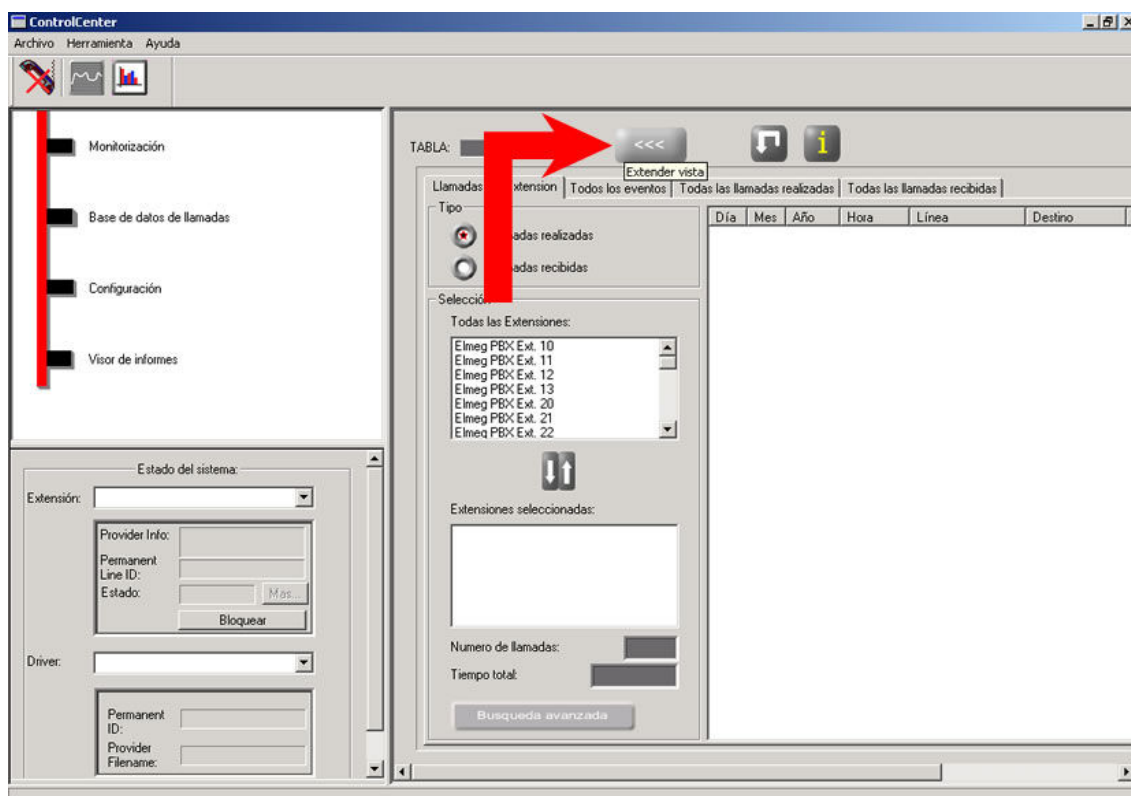 ControlCenter
Archivo Herramienta Ayuda
Monitorización
Base de datos de llamadas
Configuración
Visor de informes
TABLA:
<<<
i
Extender vista
Llamadas extension Todos los eventos Todas las llamadas realizadas Todas las llamadas recibidas
Tipo
adas realizadas
adas recibidas
Día Mes Año Hora Línea Destino
Selección
Todas las Extensiones:
Elmeg PBX Ext. 10
Elmeg PBX Ext. 11
Elmeg PBX Ext. 12
Elmeg PBX Ext. 13
Elmeg PBX Ext. 20
Elmeg PBX Ext. 21
Elmeg PBX Ext. 22
Extensiones seleccionadas:
Numero de llamadas:
Tiempo total:
Busqueda avanzada
Estado del sistema:
Extensión:
Provider Info:
Permanent
Line ID:
Estado: Mas...
Bloquear
Driver:
Permanent
ID:
Provider
Filename: